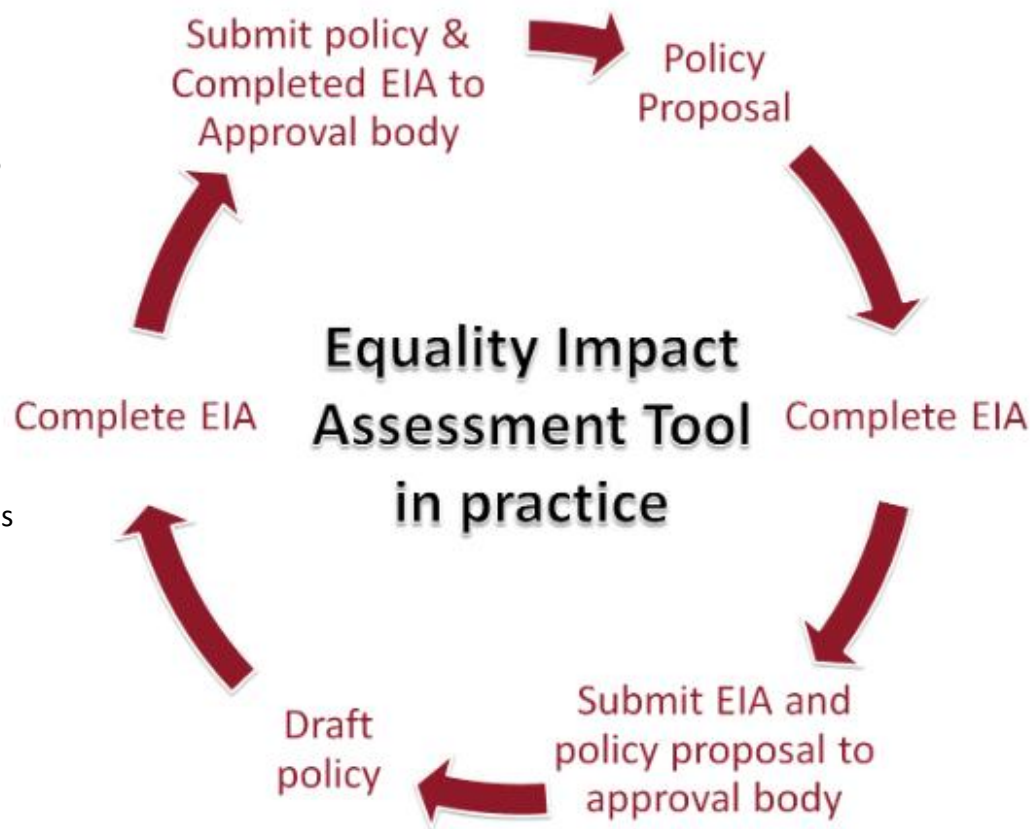 Submit policy &
Completed EIA to
Approval body
Policy
Proposal
Complete EIA
Submit EIA and
policy proposal to
approval body
Draft
policy
Complete EIA
Equality Impact
Assessment Tool
in practice
s